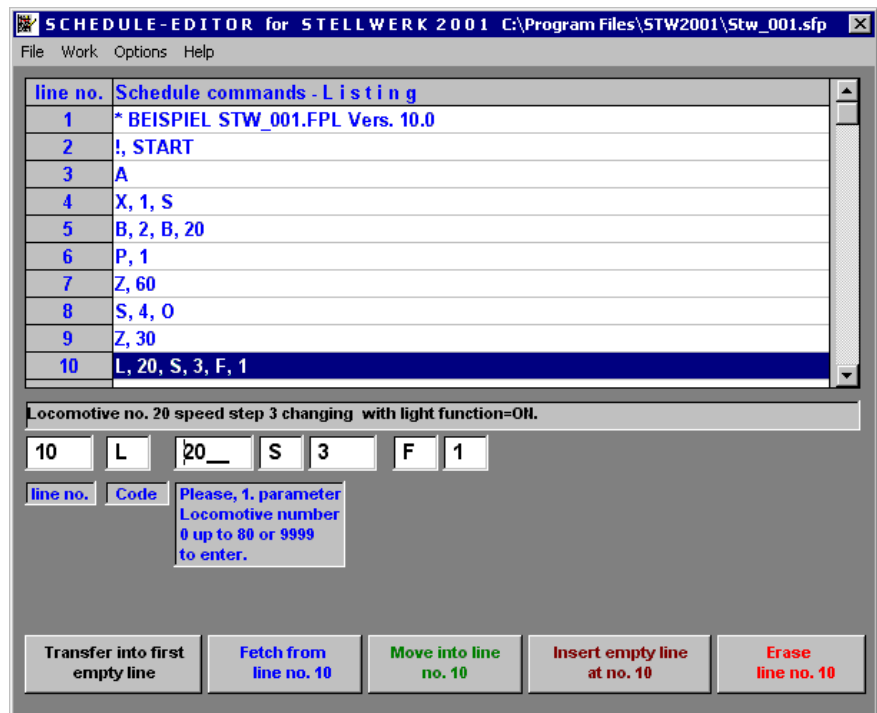 SCHEDULE-EDITOR for STELLWERK 2001 C:\Program Files\STW2001\Stw_001.sfp
File Work Options Help
line no. Schedule commands - Listing
1 * BEISPIEL STW_001.FPL Vers. 10.0
2 !, START
3 A
4 X, 1, S
5 B, 2, B, 20
6 P, 1
7 Z, 60
8 S, 4, O
9 Z, 30
10 L, 20, S, 3, F, 1
Locomotive no. 20 speed step 3 changing with light function=ON.
10 L 20__ S 3 F 1
line no. Code Please, 1. parameter
Locomotive number
0 up to 80 or 9999
to enter.
Transfer into first
empty line
Fetch from
line no. 10
Move into line
no. 10
Insert empty line
at no. 10
Erase
line no. 10